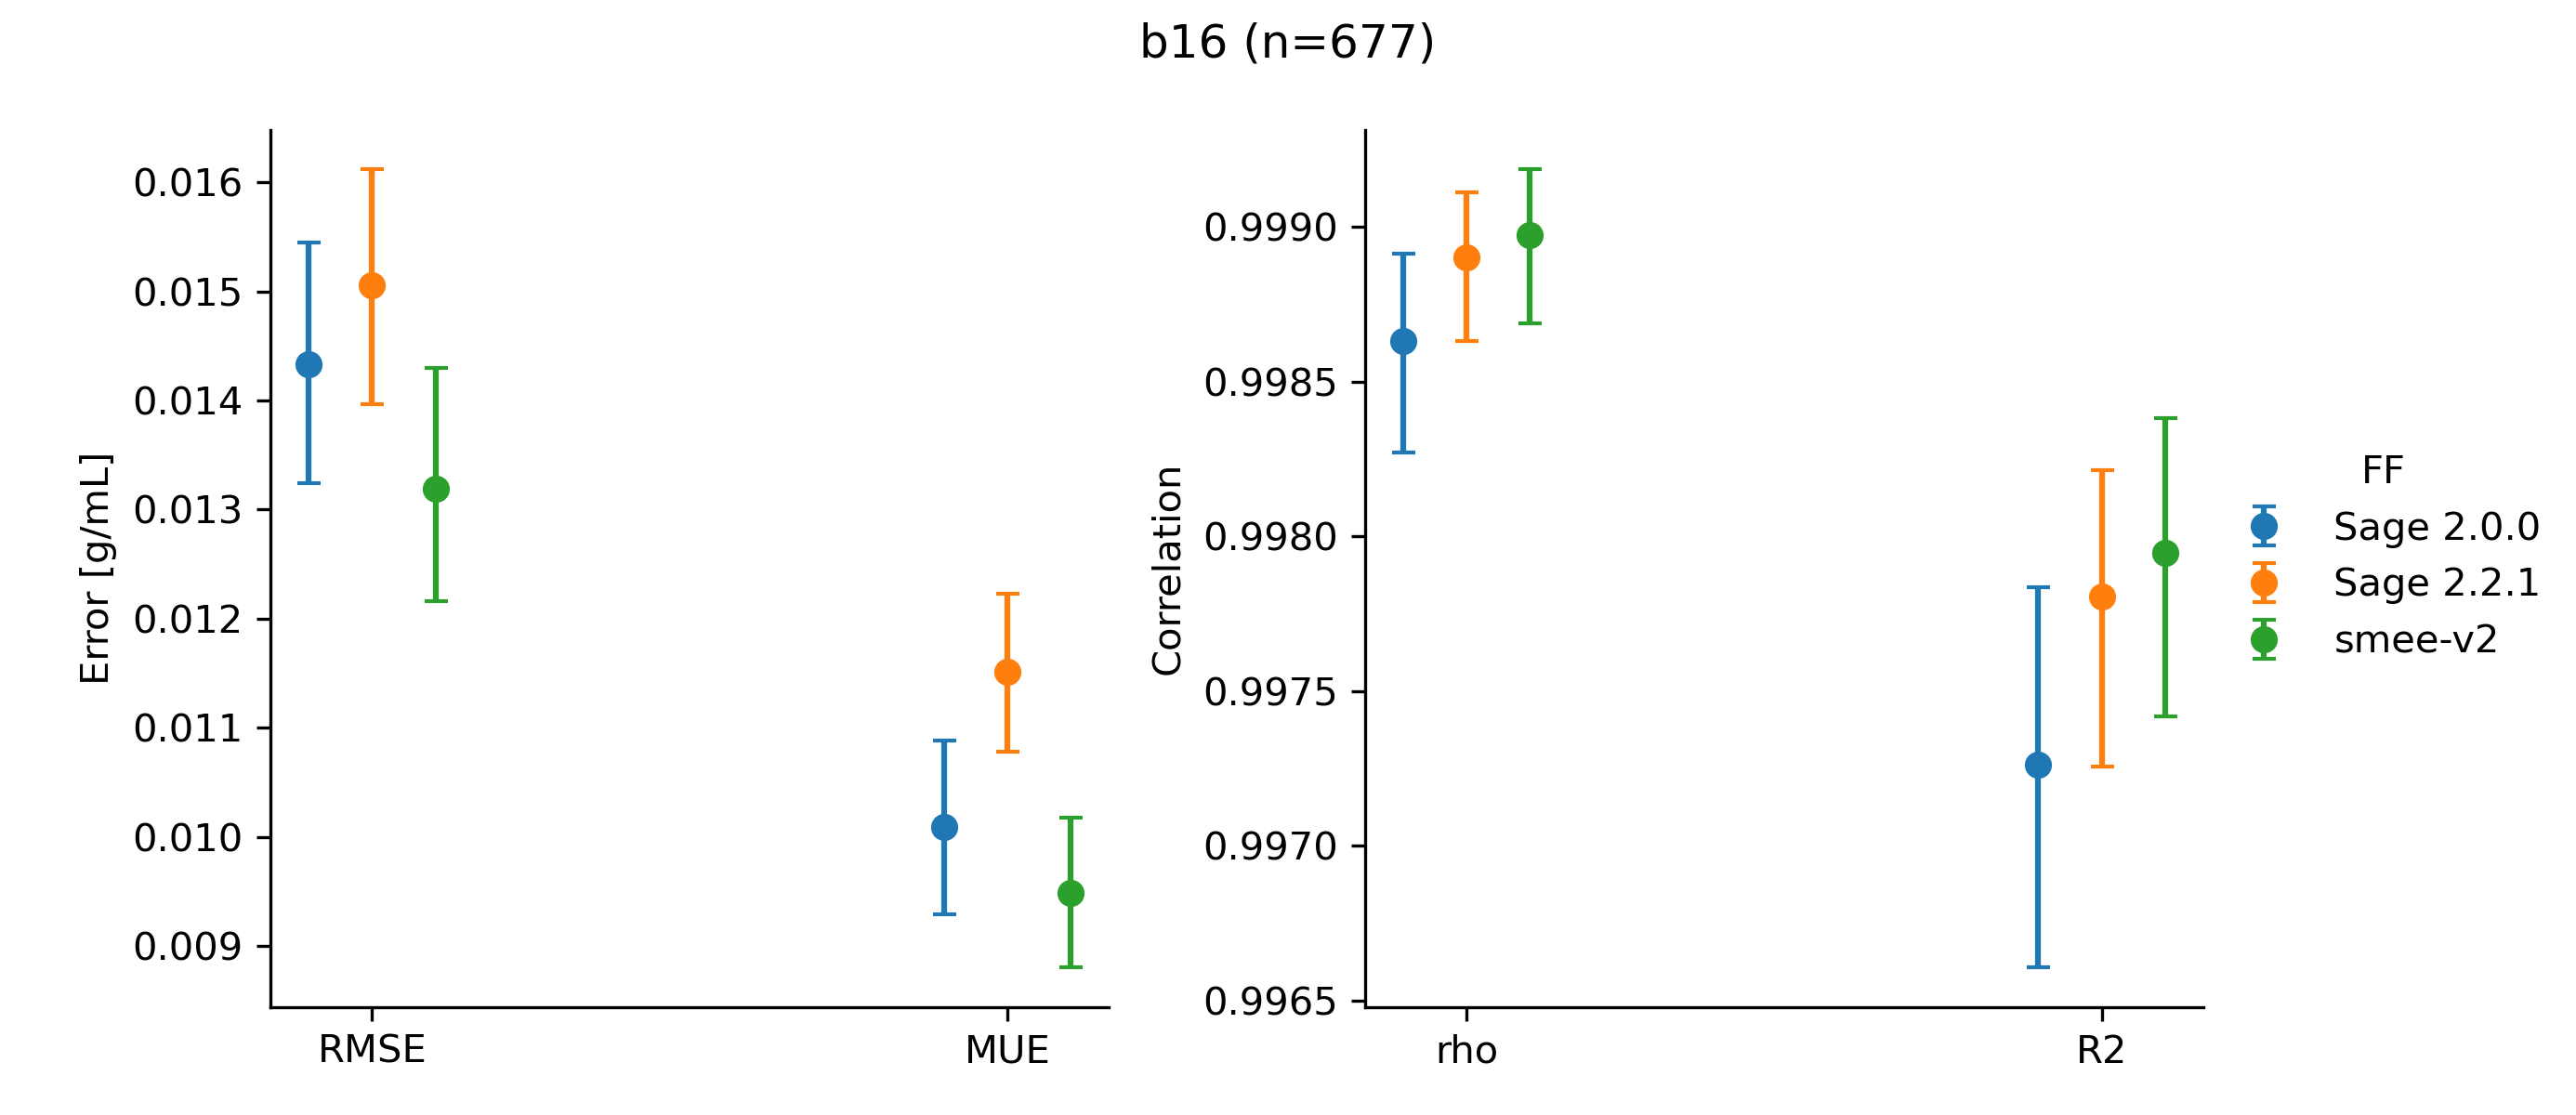 b16 (n=677)
Error [g/mL]
0.016
0.015
0.014
0.013
0.012
0.011
0.010
0.009
RMSE
MUE
Correlation
0.9990
0.9985
0.9980
0.9975
0.9970
0.9965
rho
R2
FF
Sage 2.0.0
Sage 2.2.1
smee-v2